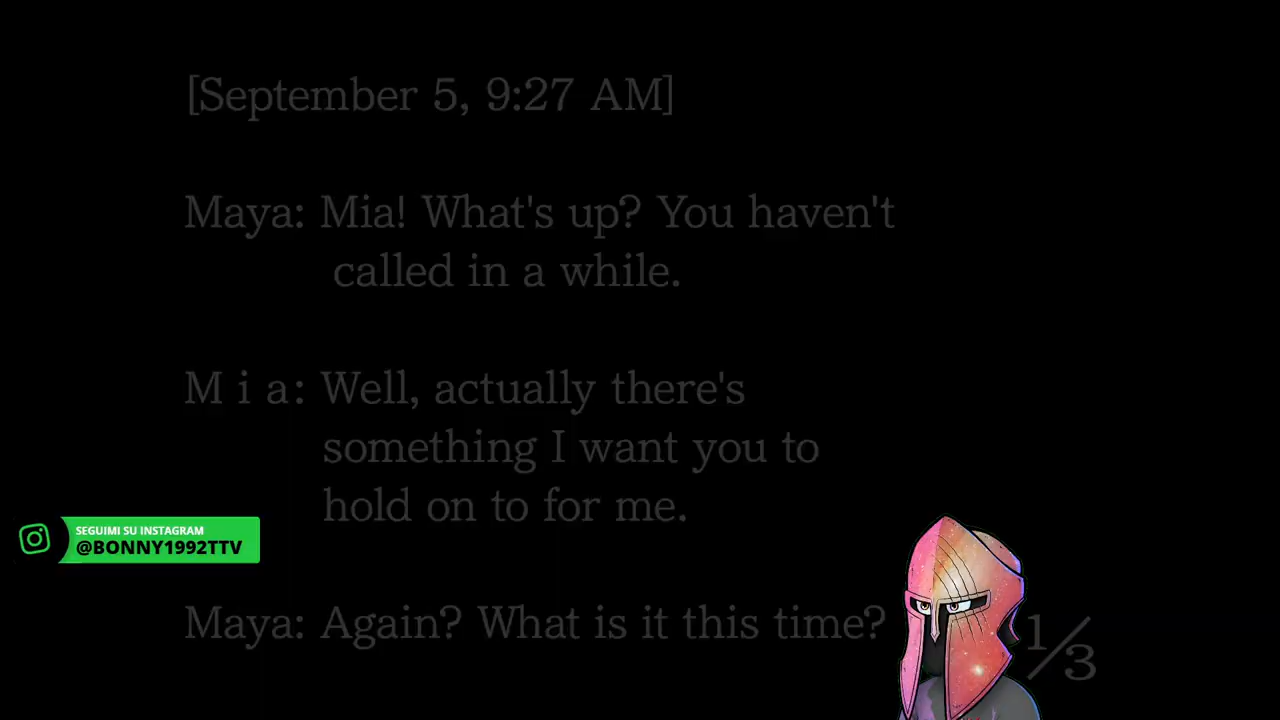 [September 5, 9:27 AM]
Maya: Mia! What's up? You haven't
called in a while.
M i a: Well, actually there's
something I want you to
hold on to for me.
SEGUIMI SU INSTAGRAM
@BONNY1992TTV
Maya: Again? What is it this time?
1/3